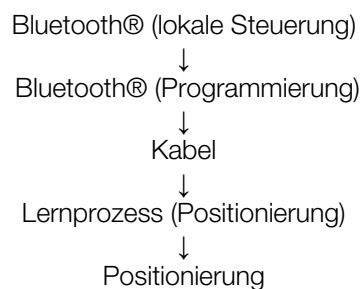 Bluetooth® (lokale Steuerung)
↓
Bluetooth® (Programmierung)
↓
Kabel
↓
Lernprozess (Positionierung)
↓
Positionierung